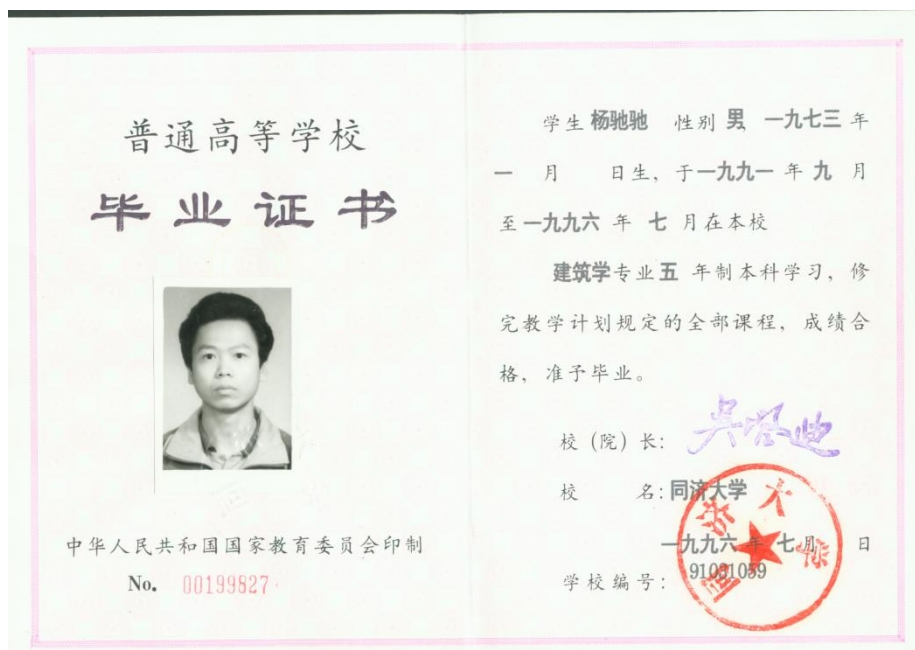 普通高等学校
毕业证书
中华人民共和国国家教育委员会印制
No. 00199827
学生 杨驰驰 性别 男, 一九七三 年
一 月 日生, 于 一九九一 年 九 月
至 一九九六 年 七 月在本校
建筑学专业 五 年制本科学习, 修
完教学计划规定的全部课程, 成绩合
格, 准予毕业。
校 (院) 长: 吴启迪
校 名: 同济大学
一九九六 年 七 月 日
学校编号: 91031059
同济大学